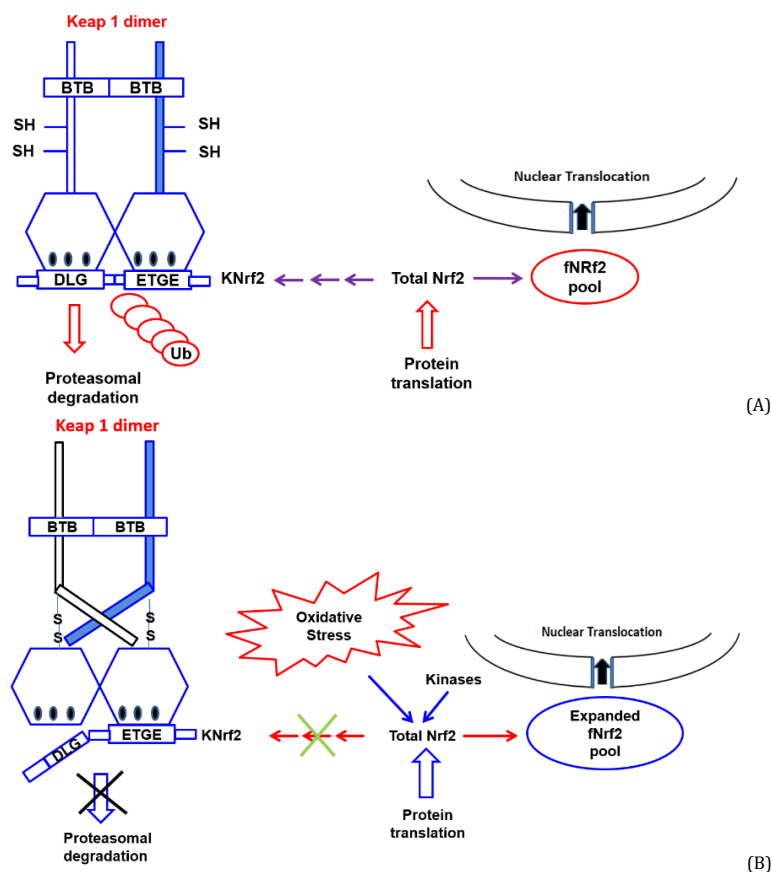 Keap 1 dimer
BTB BTB
SH
SH
SH
SH
Nuclear Translocation
DLG ETGE KNrf2 Total Nrf2 fNRf2
pool
Ub
Proteasomal
degradation
Protein
translation
(A)
Keap 1 dimer
BTB BTB
S
S
S
S
Oxidative
Stress
Nuclear Translocation
Kinases
ETGE KNrf2 Total Nrf2 Expanded
fNrf2
pool
DLG
Proteasomal
degradation
Protein
translation
(B)